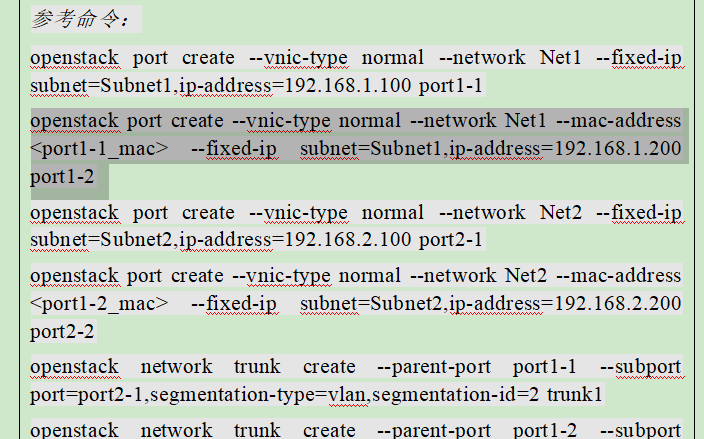 参考命令：
openstack port create --vnic-type normal --network Net1 --fixed-ip
subnet=Subnet1,ip-address=192.168.1.100 port1-1
openstack port create --vnic-type normal --network Net1 --mac-address
<port1-1_mac> --fixed-ip subnet=Subnet1,ip-address=192.168.1.200
port1-2
openstack port create --vnic-type normal --network Net2 --fixed-ip
subnet=Subnet2,ip-address=192.168.2.100 port2-1
openstack port create --vnic-type normal --network Net2 --mac-address
<port1-2_mac> --fixed-ip subnet=Subnet2,ip-address=192.168.2.200
port2-2
openstack network trunk create --parent-port port1-1 --subport
port=port2-1,segmentation-type=vlan,segmentation-id=2 trunk1
openstack network trunk create --parent-port port1-2 --subport